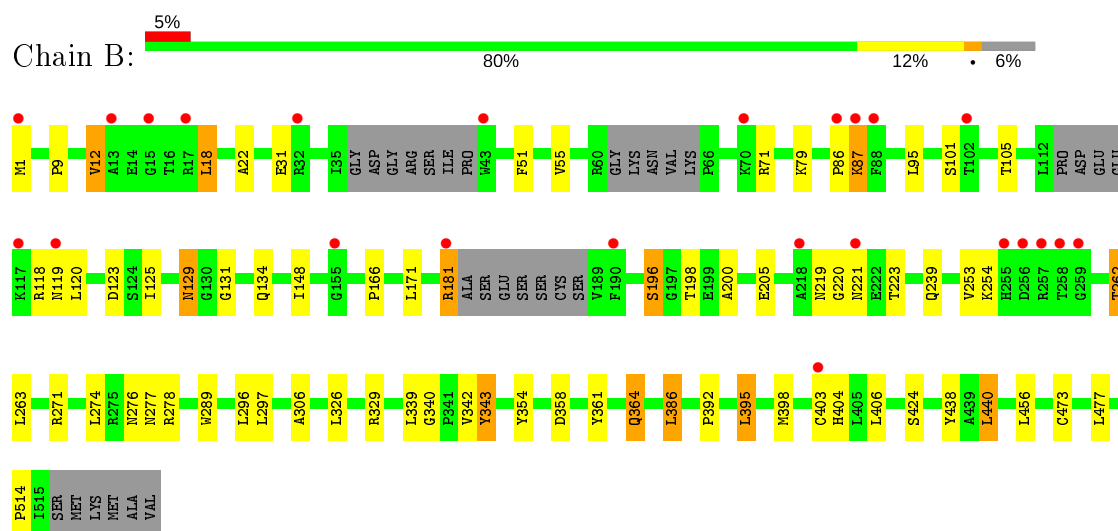 5%
Chain B:
80% 12% • 6%
M1 P9 V12 A13 E14 G15 T16 R17 L18 A22 E31 R32 I35 GLY ASP GLY ARG SER ILE PRO W43 F51 V55 R60 GLY LYS ASN VAL LYS P66 K70 R71 K79 P86 K87 F88 L95 S101 T102 T105 L112 PRO ASP GLU GLU
K117 R118 N119 L120 D123 S124 I125 N129 G130 G131 Q134 I148 G155 P166 L171 R181 ALA SER GLU SER SER CYS SER V189 F190 S196 G197 T198 E199 A200 E205 A218 N219 G220 N221 E222 T223 Q239 V253 K254 H255 D256 R257 T258 G259 T262
L263 R271 L274 R275 N276 N277 R278 W289 L296 L297 A306 L326 R329 L339 G340 P341 V342 Y343 Y354 D358 Y361 Q364 L386 P392 L395 M398 C403 H404 L405 L406 S424 Y438 A439 L440 L456 C473 L477
P514 I515 SER MET LYS MET ALA VAL